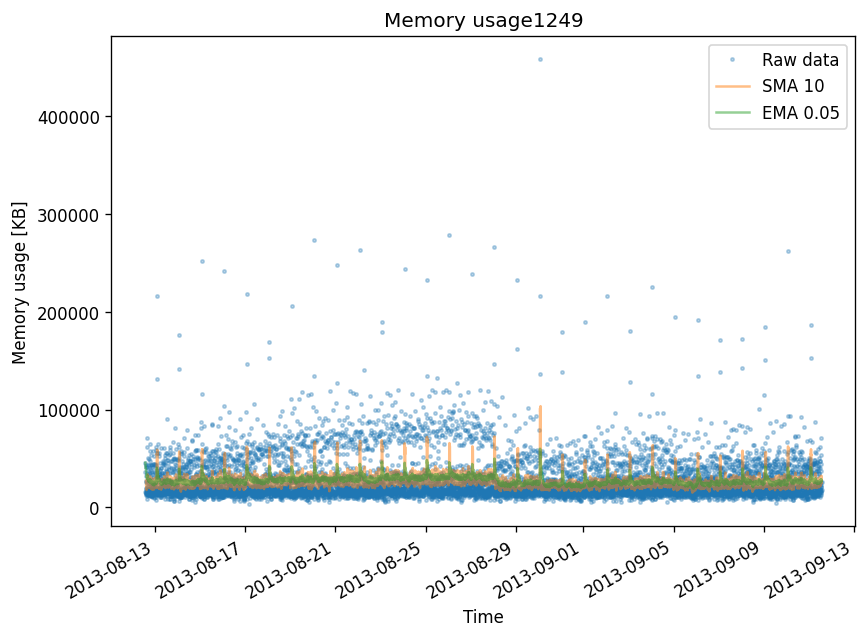 Memory usage1249
Raw data
SMA 10
EMA 0.05
400000
300000
200000
100000
0
Memory usage [KB]
2013-08-13
2013-08-17
2013-08-21
2013-08-25
2013-08-29
2013-09-01
2013-09-05
2013-09-09
2013-09-13
Time